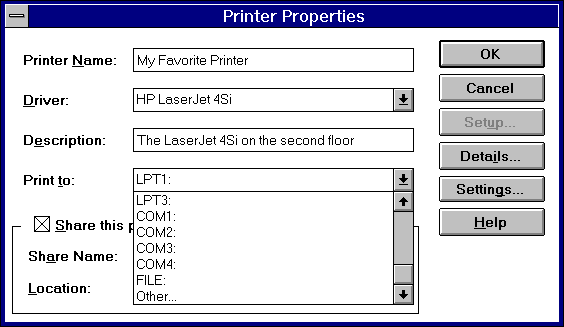 Printer Properties
Printer Name: My Favorite Printer
OK
Driver: HP LaserJet 4Si
Cancel
Description: The LaserJet 4Si on the second floor
Setup...
Details...
Print to: LPT1:
Settings...
LPT3:
COM1:
COM2:
COM3:
COM4:
FILE:
Other...
Share this
Share Name:
Location:
Help